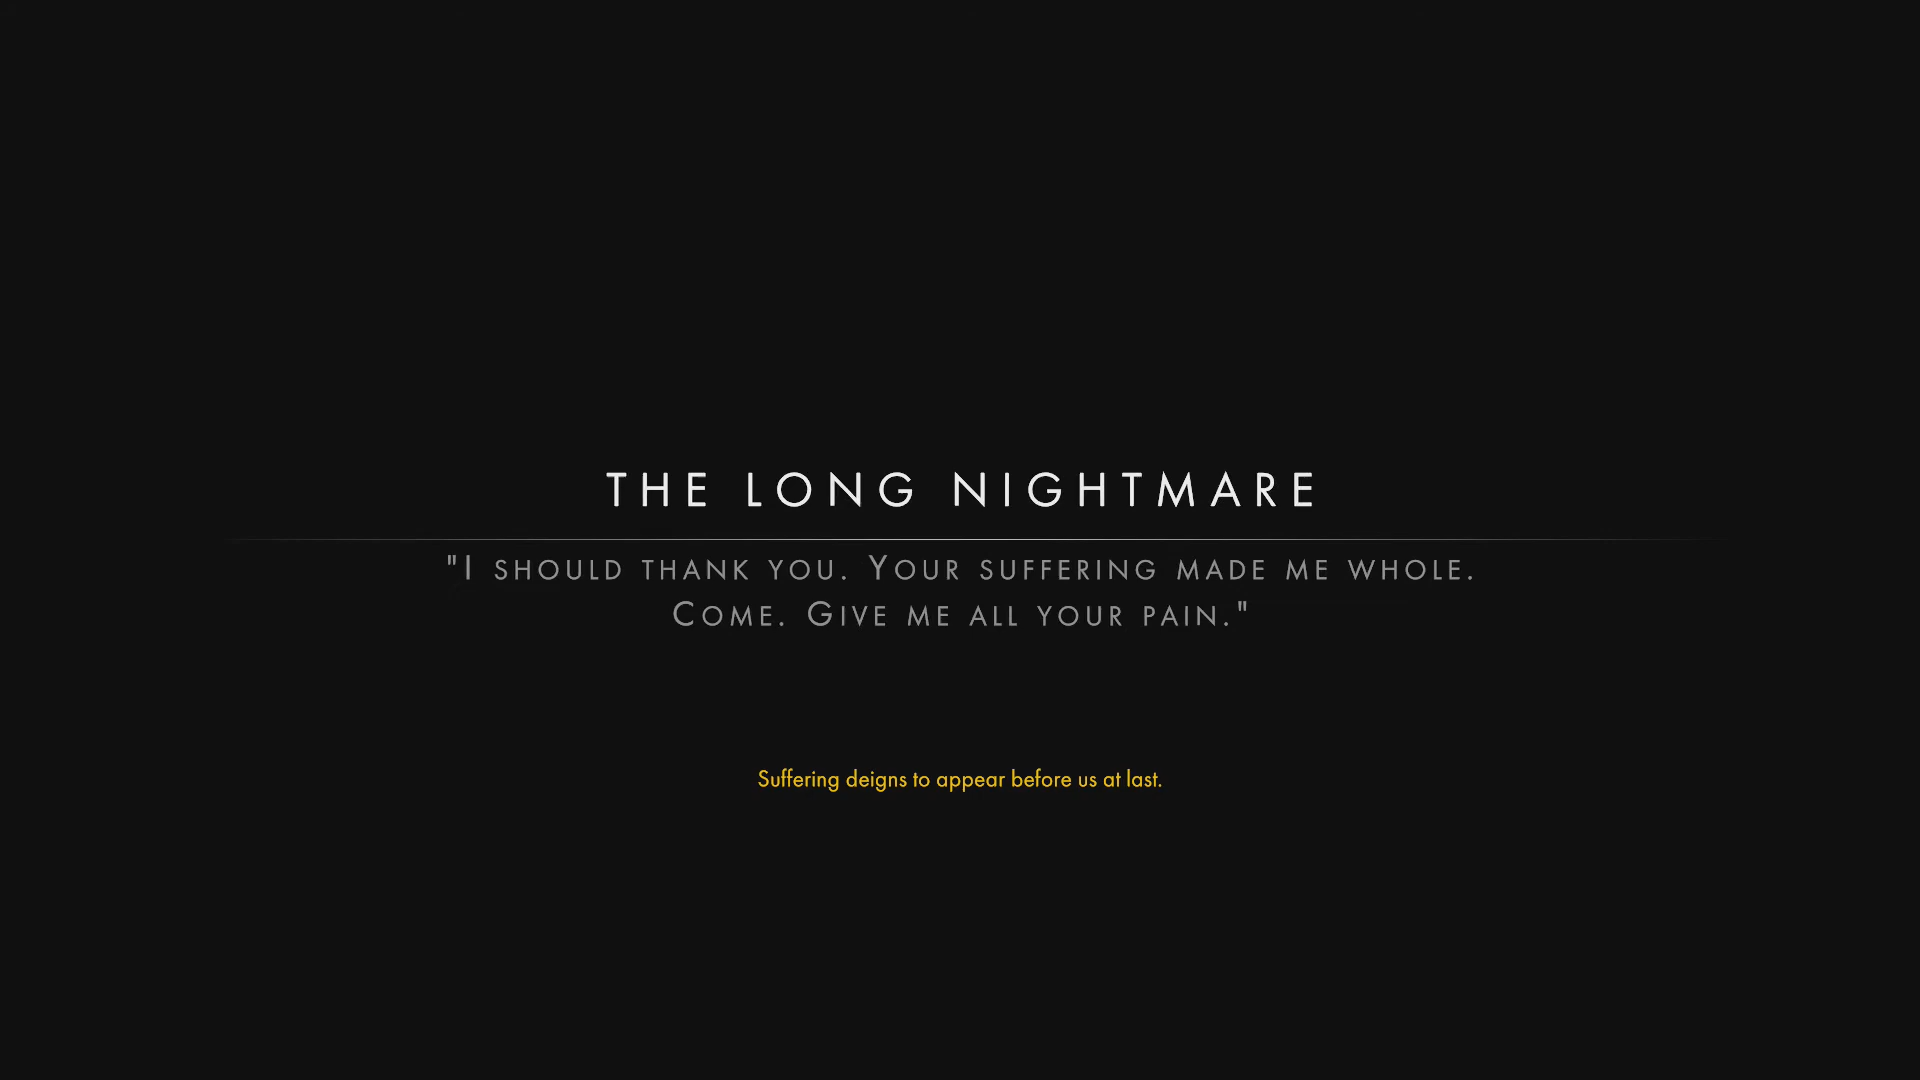 THE LONG NIGHTMARE
"I SHOULD THANK YOU. YOUR SUFFERING MADE ME WHOLE.
COME. GIVE ME ALL YOUR PAIN."
Suffering deigns to appear before us at last.